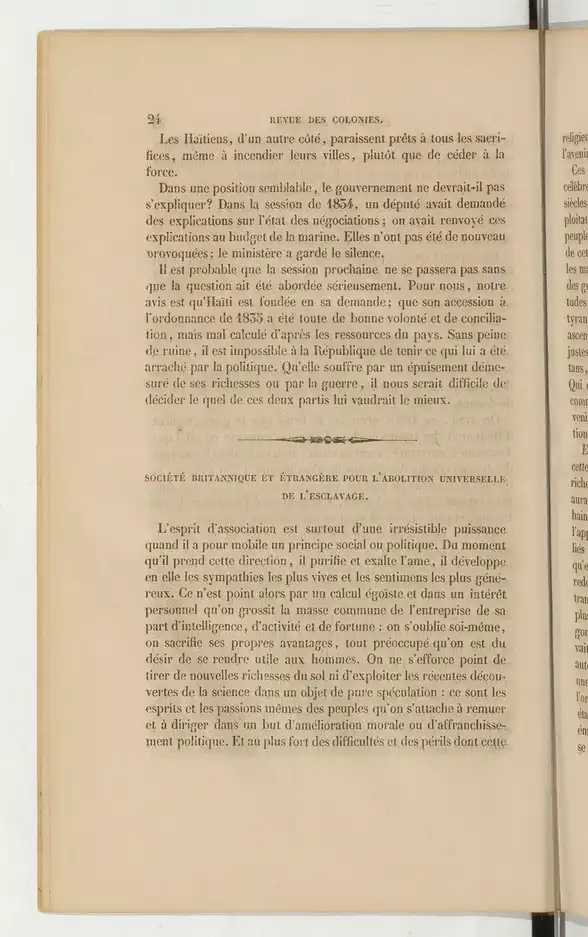 24 REVUE DES COLONIES.
Les Haïtiens, d'un autre côté, paraissent prêts à tous les sacri-
fices, même à incendier leurs villes, plutôt que de céder à la
force.
Dans une position semblable, le gouvernement ne devrait-il pas
s'expliquer? Dans la session de 1834, un député avait demandé
des explications sur l'état des négociations; on avait renvoyé ces
explications au budget de la marine. Elles n'ont pas été de nouveau
provoquées; le ministère a gardé le silence.
Il est probable que la session prochaine ne se passera pas sans
que la question ait été abordée sérieusement. Pour nous, notre
avis est qu'Haïti est fondée en sa demande; que son accession à
l'ordonnance de 1835 a été toute de bonne volonté et de concilia-
tion, mais mal calculé d'après les ressources du pays. Sans peine
de ruine, il est impossible à la République de tenir ce qui lui a été
arraché par la politique. Qu'elle souffre par un épuisement déme-
suré de ses richesses ou par la guerre, il nous serait difficile de
décider le quel de ces deux partis lui vaudrait le mieux.
SOCIÉTÉ BRITANNIQUE ET ÉTRANGÈRE POUR L'ABOLITION UNIVERSELLE
DE L'ESCLAVAGE.
L'esprit d'association est surtout d'une irrésistible puissance
quand il a pour mobile un principe social ou politique. Du moment
qu'il prend cette direction, il purifie et exalte l'ame, il développe
en elle les sympathies les plus vives et les sentimens les plus géné-
reux. Ce n'est point alors par un calcul égoïste et dans un intérêt
personnel qu'on grossit la masse commune de l'entreprise de sa
part d'intelligence, d'activité et de fortune : on s'oublie soi-même,
on sacrifie ses propres avantages, tout préoccupé qu'on est du
désir de se rendre utile aux hommes. On ne s'efforce point de
tirer de nouvelles richesses du sol ni d'exploiter les récentes décou-
vertes de la science dans un objet de pure spéculation : ce sont les
esprits et les passions mêmes des peuples qu'on s'attache à remuer
et à diriger dans un but d'amélioration morale ou d'affranchisse-
ment politique. Et au plus fort des difficultés et des périls dont cette